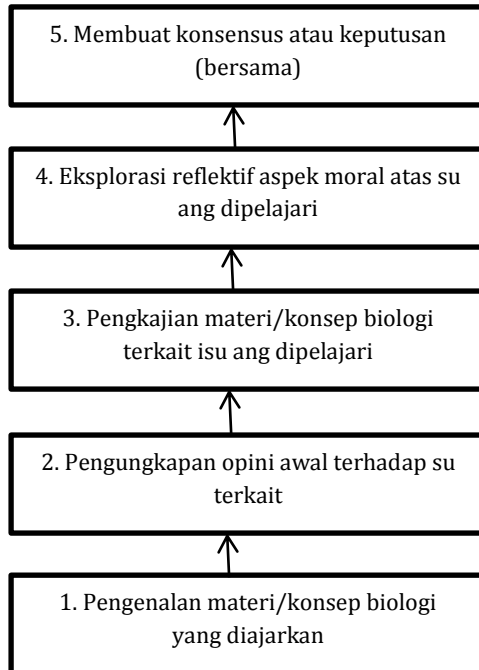 5. Membuat konsensus atau keputusan
(bersama)
4. Eksplorasi reflektif aspek moral atas su
ang dipelajari
3. Pengkajian materi/konsep biologi
terkait isu ang dipelajari
2. Pengungkapan opini awal terhadap su
terkait
1. Pengenalan materi/konsep biologi
yang diajarkan